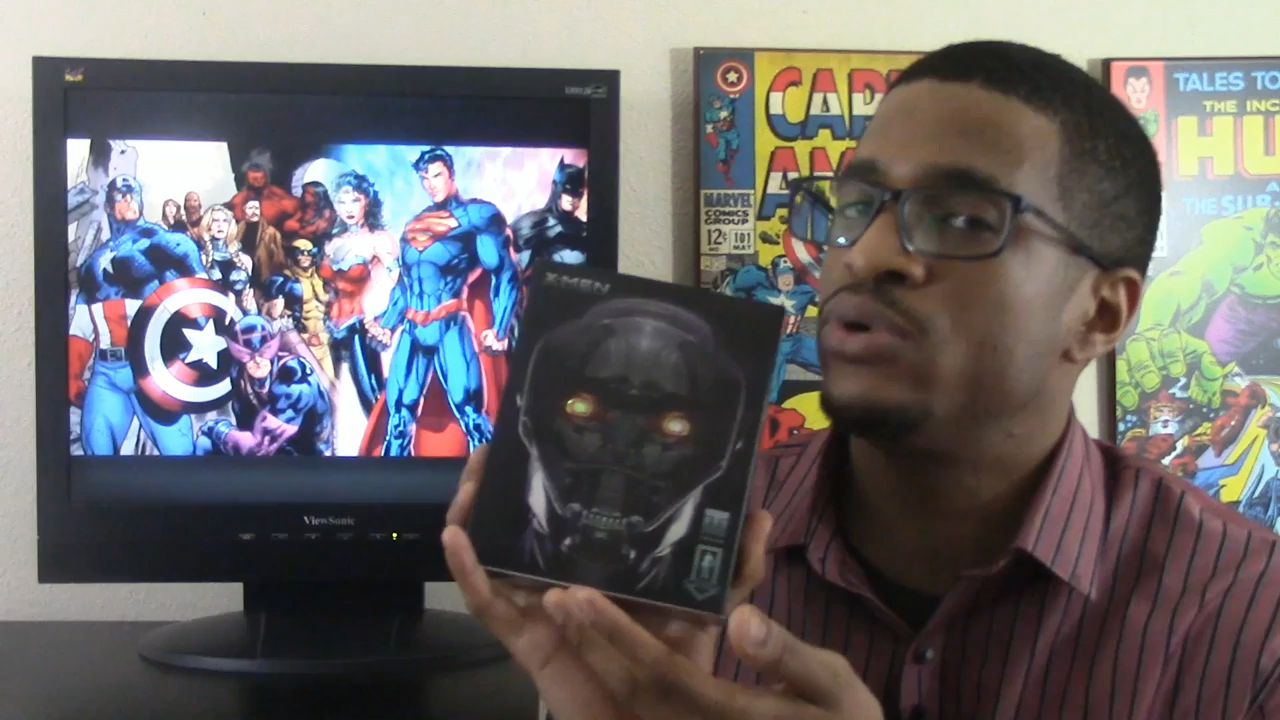 ViewSonic
X-MEN
CAP
AM
MARVEL
COMICS
GROUP
12¢
101
MAY
TALES TO
THE INC
HU
A
THE SUB-